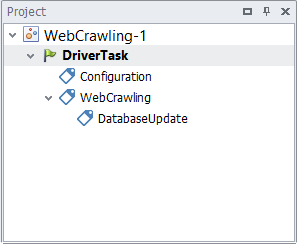 Project
WebCrawling-1
DriverTask
Configuration
WebCrawling
DatabaseUpdate